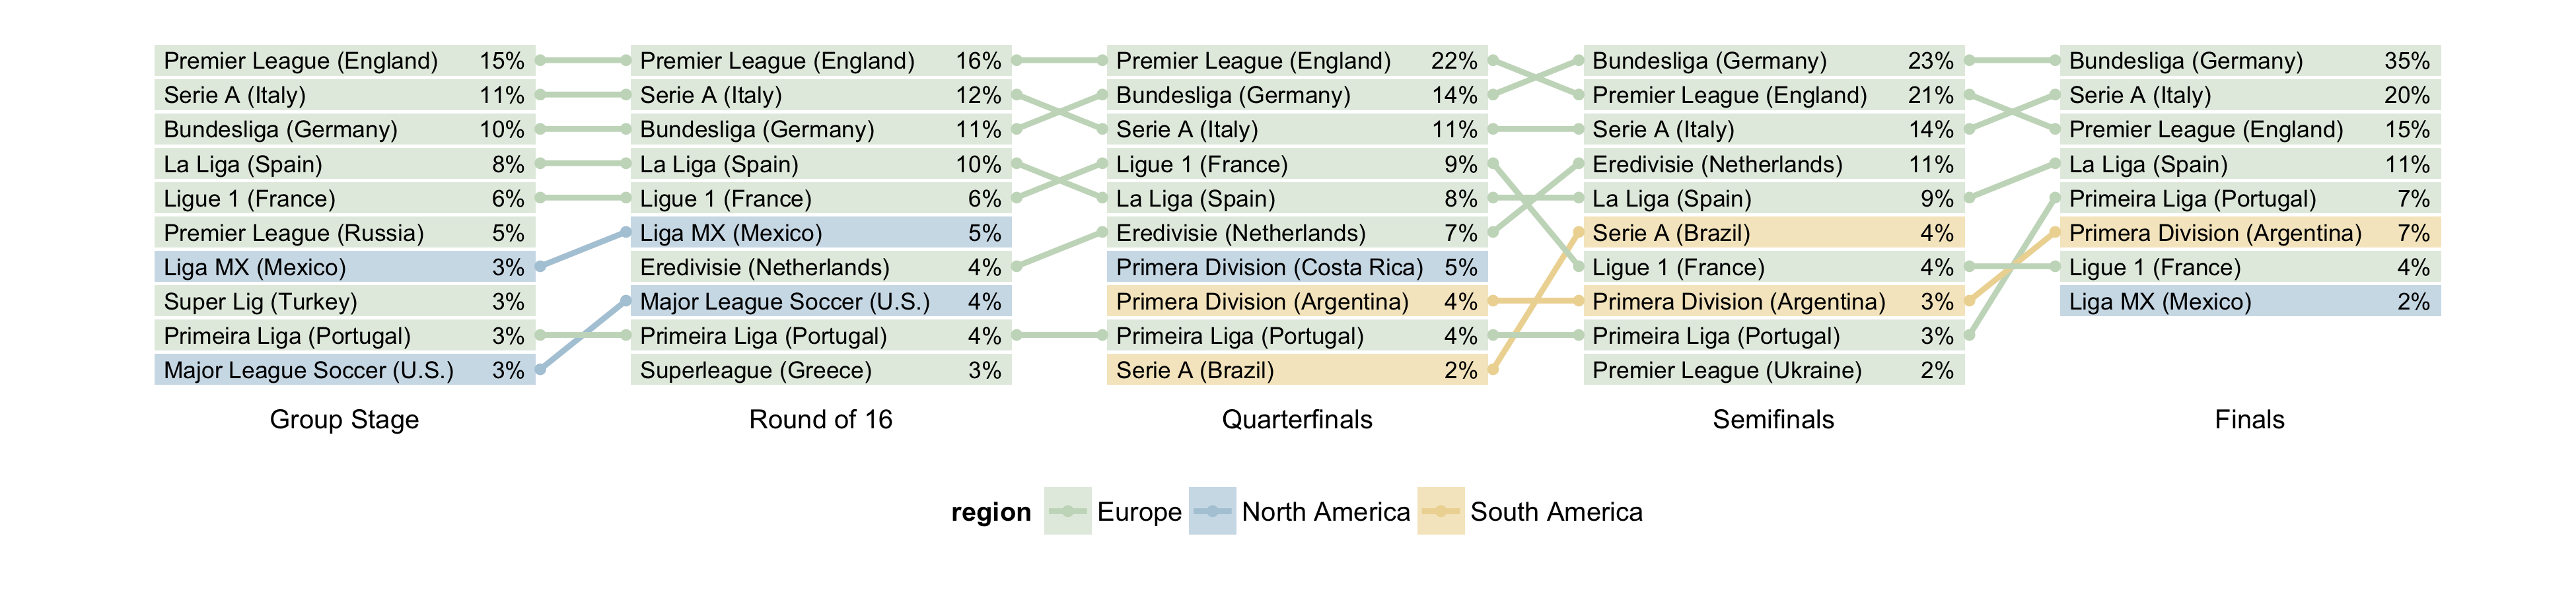 Premier League (England) 15%
Serie A (Italy) 11%
Bundesliga (Germany) 10%
La Liga (Spain) 8%
Ligue 1 (France) 6%
Premier League (Russia) 5%
Liga MX (Mexico) 3%
Super Lig (Turkey) 3%
Primeira Liga (Portugal) 3%
Major League Soccer (U.S.) 3%
Group Stage
Premier League (England) 16%
Serie A (Italy) 12%
Bundesliga (Germany) 11%
La Liga (Spain) 10%
Ligue 1 (France) 6%
Liga MX (Mexico) 5%
Eredivisie (Netherlands) 4%
Major League Soccer (U.S.) 4%
Primeira Liga (Portugal) 4%
Superleague (Greece) 3%
Round of 16
Premier League (England) 22%
Bundesliga (Germany) 14%
Serie A (Italy) 11%
Ligue 1 (France) 9%
La Liga (Spain) 8%
Eredivisie (Netherlands) 7%
Primera Division (Costa Rica) 5%
Primera Division (Argentina) 4%
Primeira Liga (Portugal) 4%
Serie A (Brazil) 2%
Quarterfinals
Bundesliga (Germany) 23%
Premier League (England) 21%
Serie A (Italy) 14%
Eredivisie (Netherlands) 11%
La Liga (Spain) 9%
Serie A (Brazil) 4%
Ligue 1 (France) 4%
Primera Division (Argentina) 3%
Primeira Liga (Portugal) 3%
Premier League (Ukraine) 2%
Semifinals
Bundesliga (Germany) 35%
Serie A (Italy) 20%
Premier League (England) 15%
La Liga (Spain) 11%
Primeira Liga (Portugal) 7%
Primera Division (Argentina) 7%
Ligue 1 (France) 4%
Liga MX (Mexico) 2%
Finals
region Europe North America South America